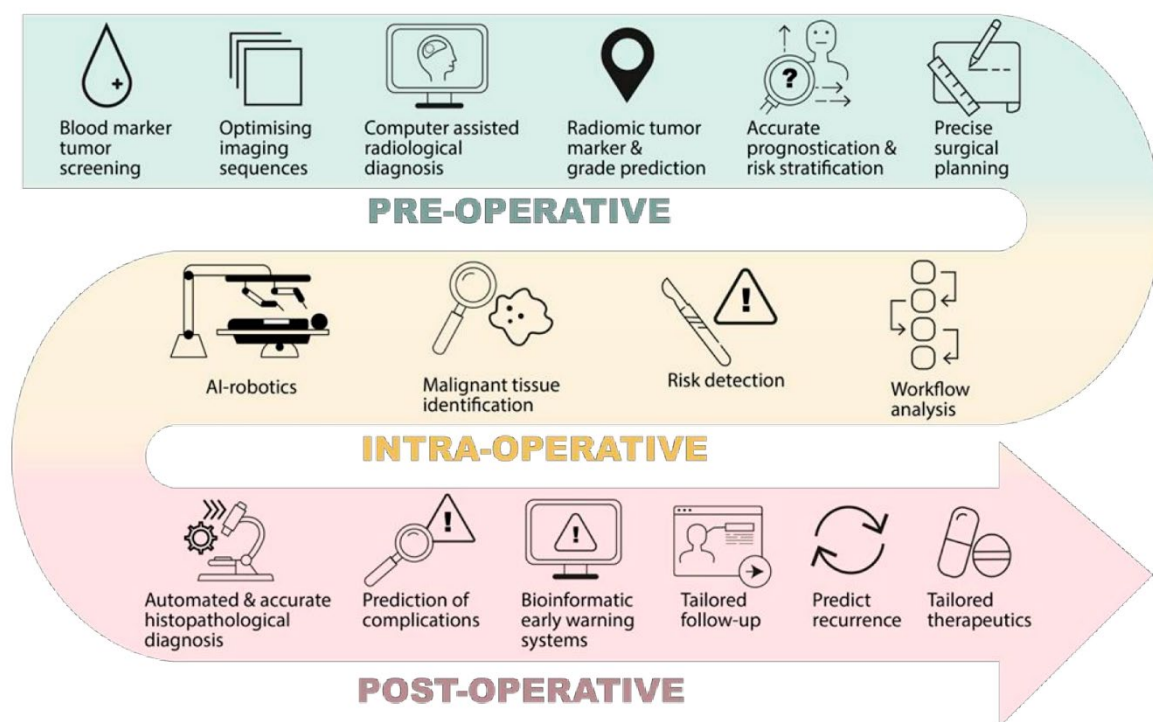 Blood marker
tumor
screening
Optimising
imaging
sequences
Computer assisted
radiological
diagnosis
Radiomic tumor
marker &
grade prediction
?
Accurate
prognostication &
risk stratification
Precise
surgical
planning
PRE-OPERATIVE
AI-robotics
Malignant tissue
identification
!
Risk detection
Workflow
analysis
INTRA-OPERATIVE
Automated & accurate
histopathological
diagnosis
!
Prediction of
complications
!
Bioinformatic
early warning
systems
Tailored
follow-up
Predict
recurrence
Tailored
therapeutics
POST-OPERATIVE